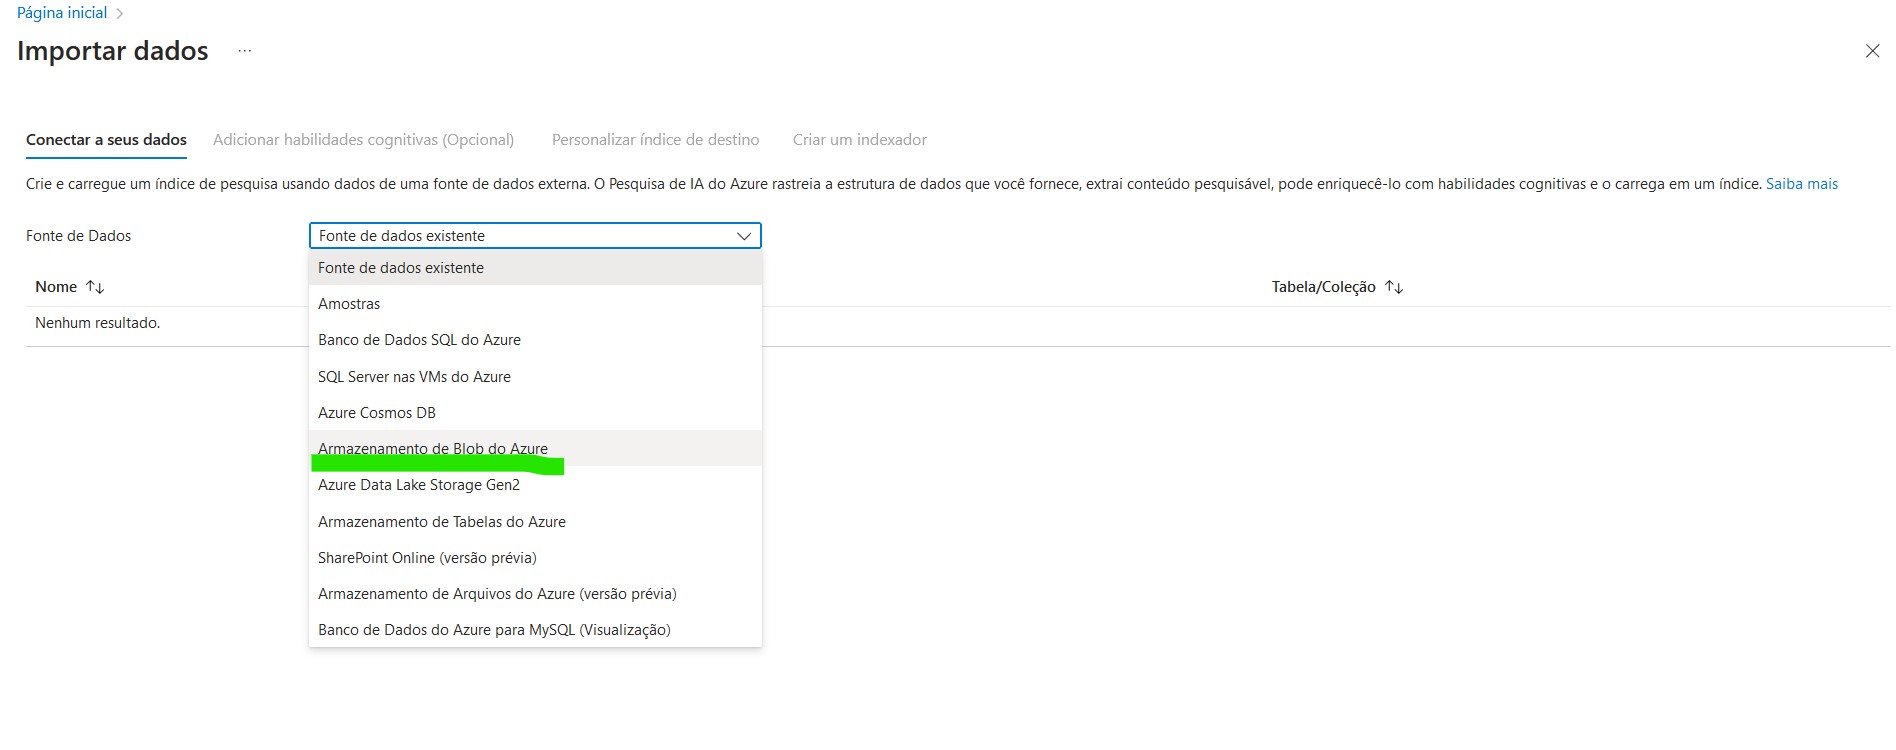 Página inicial
Importar dados
Conectar a seus dados Adicionar habilidades cognitivas (Opcional) Personalizar índice de destino Criar um indexador
Crie e carregue um índice de pesquisa usando dados de uma fonte de dados externa. O Pesquisa de IA do Azure rastreia a estrutura de dados que você fornece, extrai conteúdo pesquisável, pode enriquecê-lo com habilidades cognitivas e o carrega em um índice. Saiba mais
Fonte de Dados Fonte de dados existente
Fonte de dados existente
Nome Tabela/Coleção
Amostras
Nenhum resultado.
Banco de Dados SQL do Azure
SQL Server nas VMs do Azure
Azure Cosmos DB
Armazenamento de Blob do Azure
Azure Data Lake Storage Gen2
Armazenamento de Tabelas do Azure
SharePoint Online (versão prévia)
Armazenamento de Arquivos do Azure (versão prévia)
Banco de Dados do Azure para MySQL (Visualização)